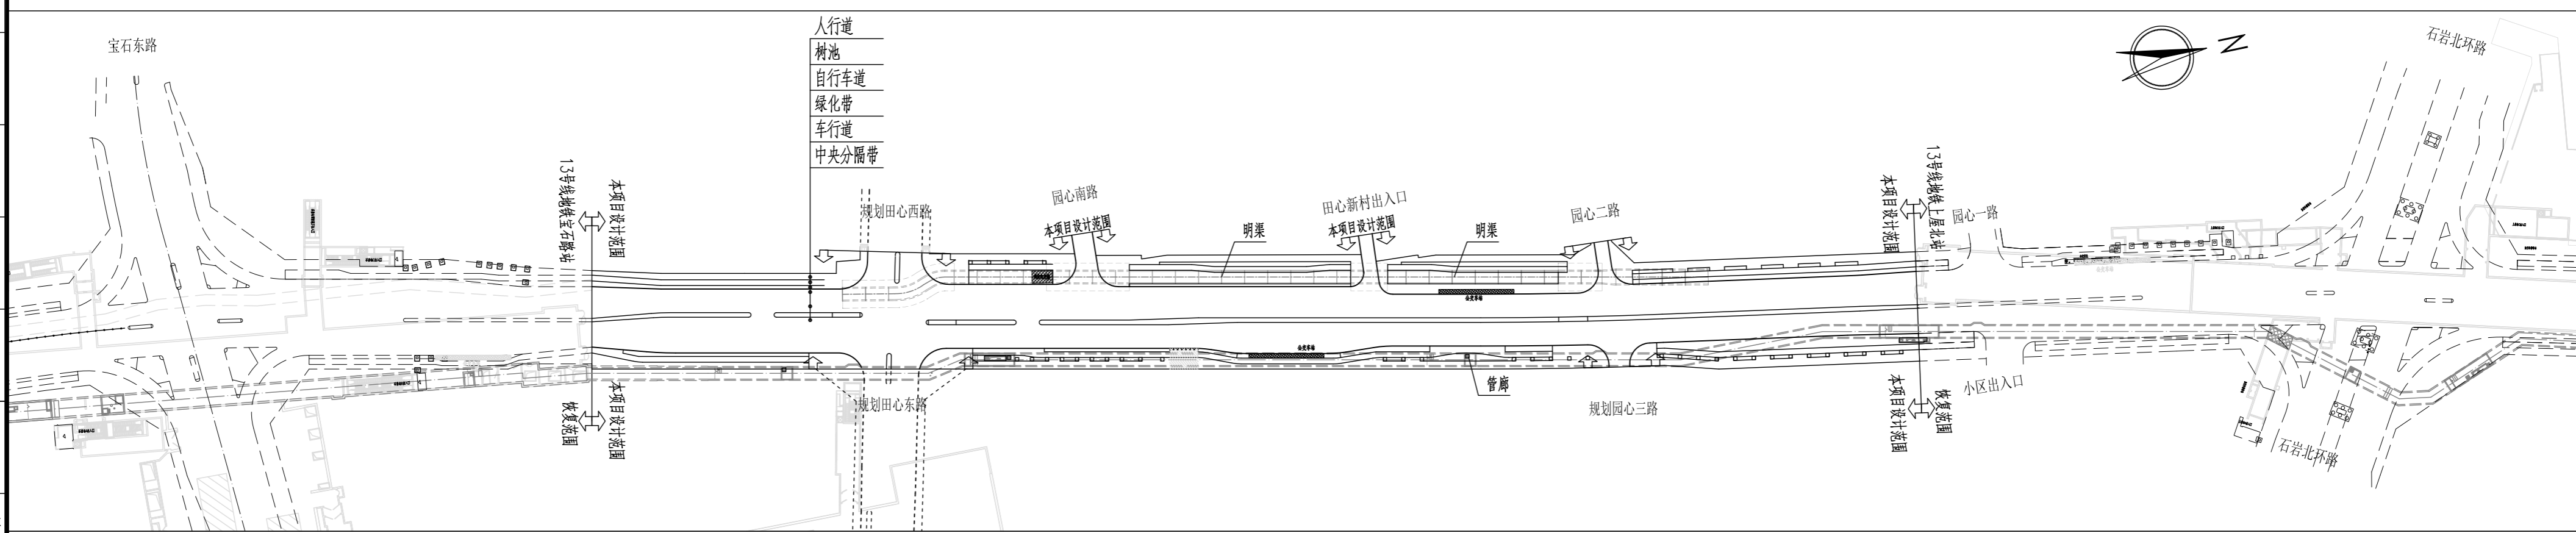 宝石东路
人行道
树池
自行车道
绿化带
车行道
中央分隔带
N
石岩北环路
13号线地铁宝石路站
本项目设计范围
规划田心西路
园心南路
本项目设计范围
明渠
田心新村出入口
本项目设计范围
明渠
园心二路
本项目设计范围
13号线地铁上屋北站
园心一路
公交车站
公交车站
恢复范围
本项目设计范围
规划田心东路
管廊
规划园心三路
本项目设计范围
恢复范围
小区出入口
石岩北环路